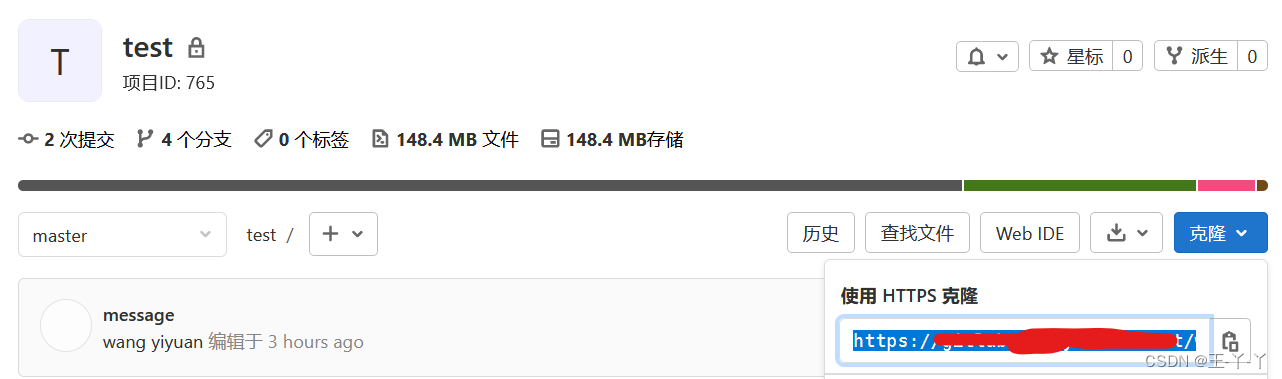 T
test
项目ID: 765
星标 0
派生 0
2 次提交 4 个分支 0 个标签 148.4 MB 文件 148.4 MB存储
master
test /
历史 查找文件 Web IDE 克隆
使用 HTTPS 克隆
message
wang yiyuan 编辑于 3 hours ago
https://
CSDN @王-丫-丫